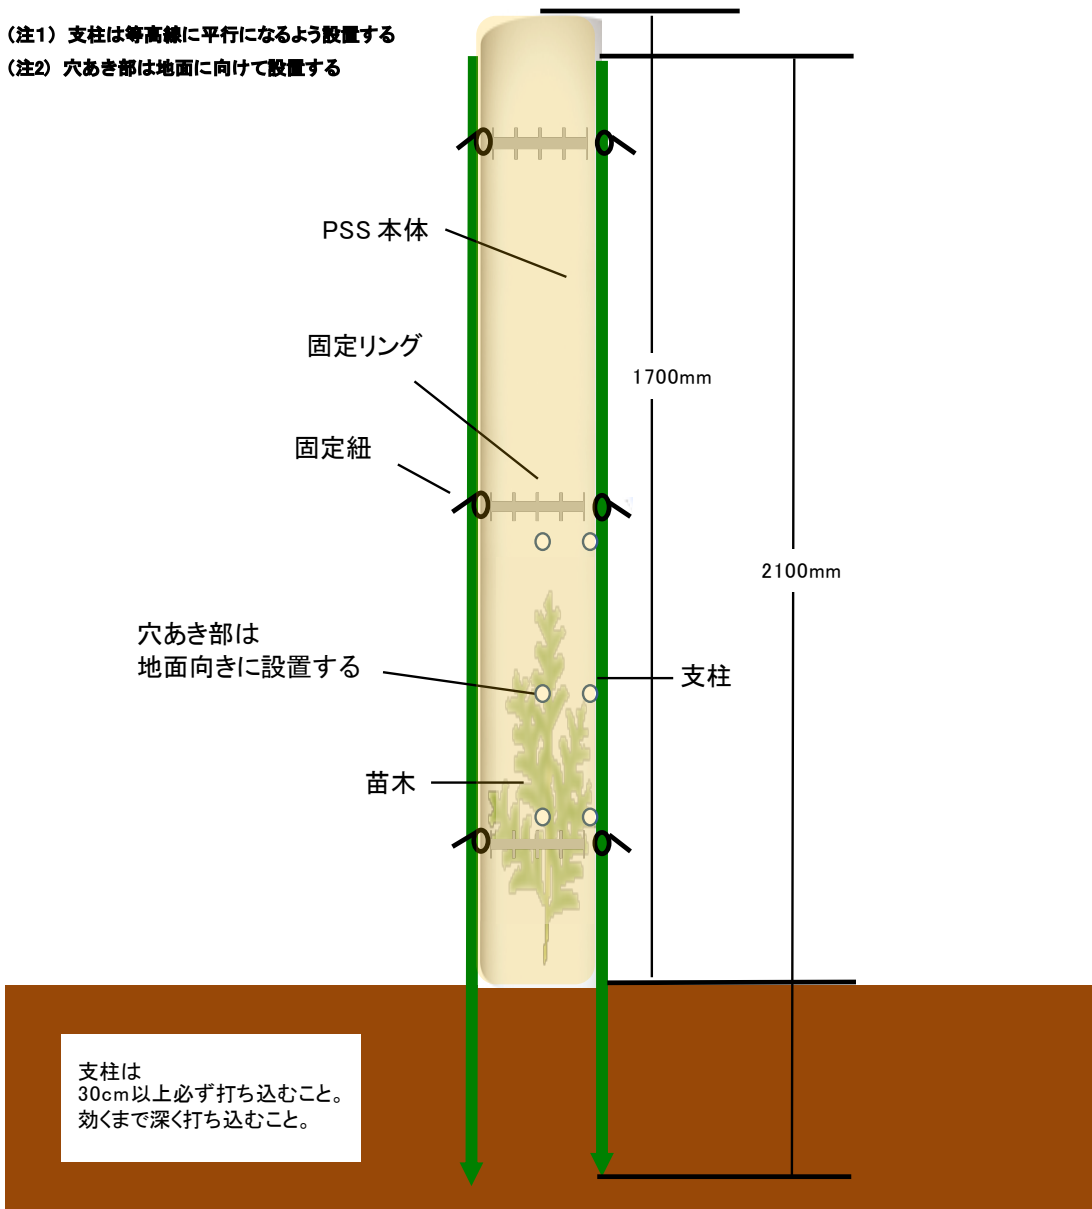 (注1) 支柱は等高線に平行になるよう設置する
(注2) 穴あき部は地面に向けて設置する
PSS 本体
固定リング
1700mm
固定紐
2100mm
穴あき部は
地面向きに設置する
支柱
苗木
支柱は
30cm以上必ず打ち込むこと。
効くまで深く打ち込むこと。